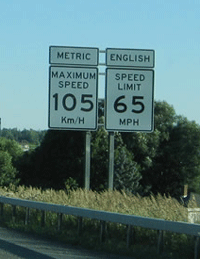 METRIC
MAXIMUM
SPEED
105
Km/H
ENGLISH
SPEED
LIMIT
65
MPH